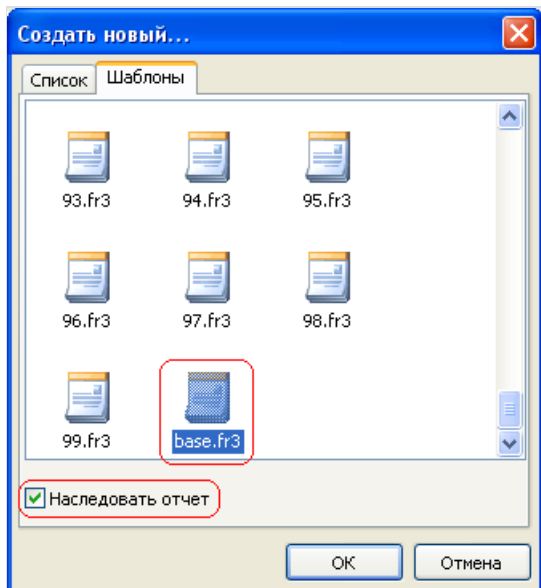 Создать новый...
Список Шаблоны
93.fr3 94.fr3 95.fr3
96.fr3 97.fr3 98.fr3
99.fr3 base.fr3
Наследовать отчет
ОК Отмена